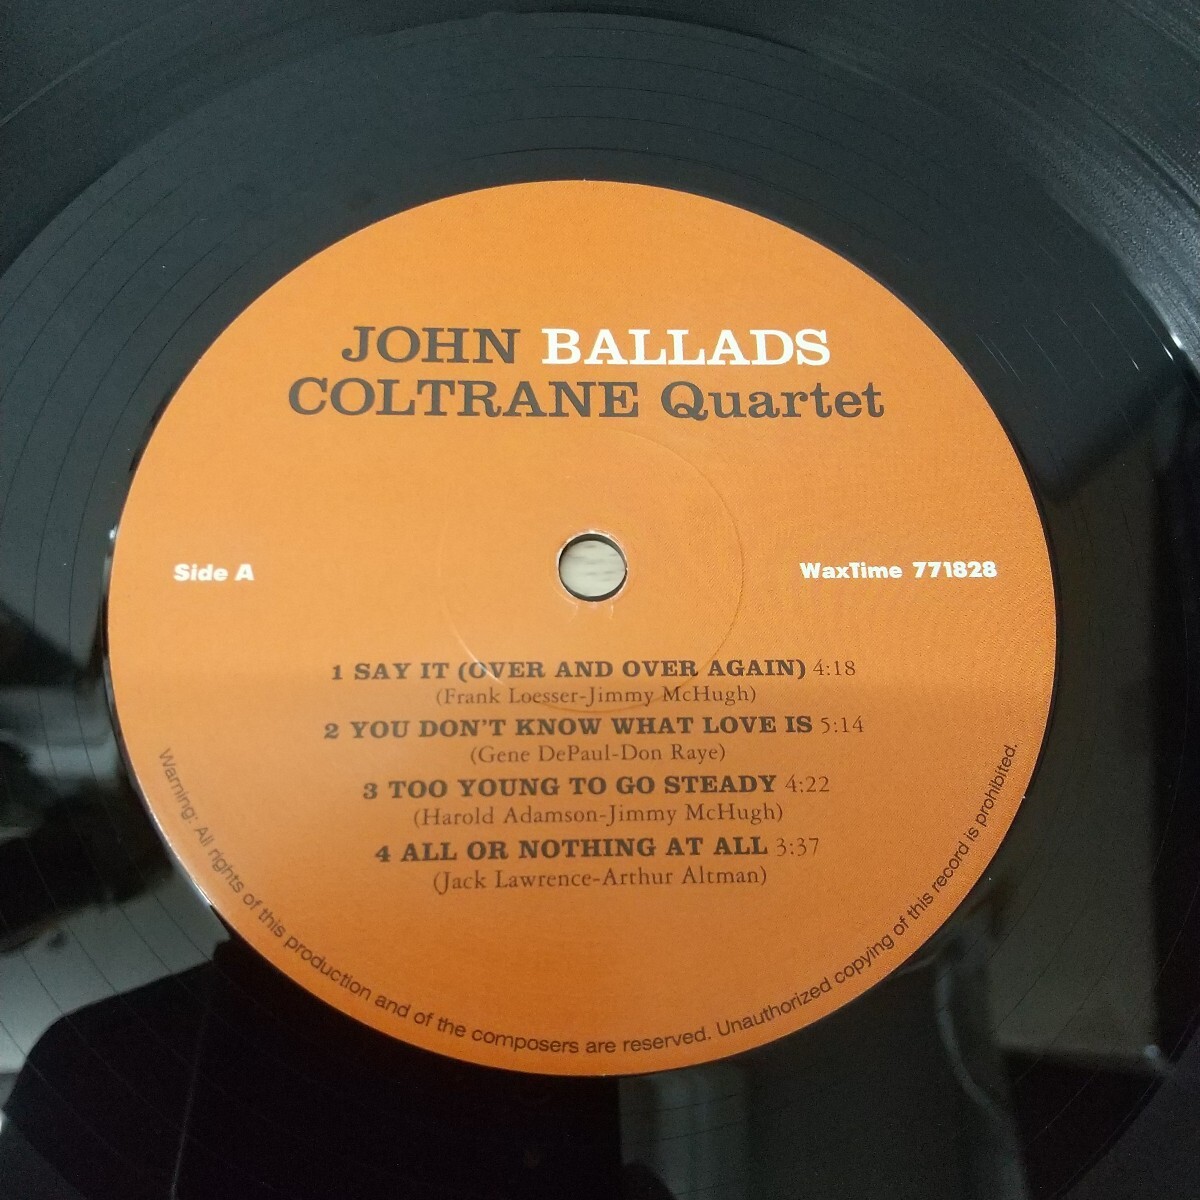 JOHN BALLADS
COLTRANE Quartet
Side A
WaxTime 771828
1 SAY IT (OVER AND OVER AGAIN) 4:18
(Frank Loesser-Jimmy McHugh)
2 YOU DON'T KNOW WHAT LOVE IS 5:14
(Gene DePaul-Don Raye)
3 TOO YOUNG TO GO STEADY 4:22
(Harold Adamson-Jimmy McHugh)
4 ALL OR NOTHING AT ALL 3:37
(Jack Lawrence-Arthur Altman)
Warning: All rights of this production and of the composers are reserved. Unauthorized copying of this record is prohibited.